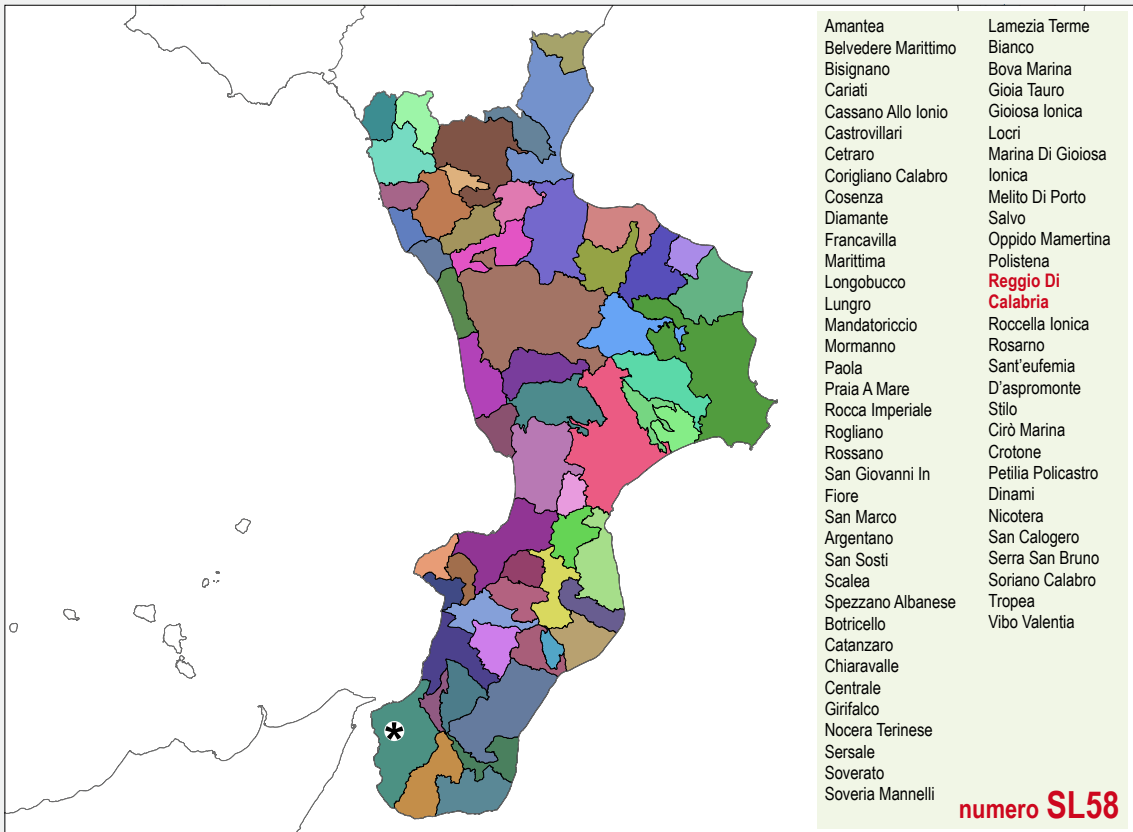 Amantea
Belvedere Marittimo
Bisignano
Cariati
Cassano Allo Ionio
Castrovillari
Cetraro
Corigliano Calabro
Cosenza
Diamante
Francavilla
Marittima
Longobucco
Lungro
Mandatoriccio
Mormanno
Paola
Praia A Mare
Rocca Imperiale
Rogliano
Rossano
San Giovanni In
Fiore
San Marco
Argentano
San Sosti
Scalea
Spezzano Albanese
Botricello
Catanzaro
Chiaravalle
Centrale
Girifalco
Nocera Terinese
Sersale
Soverato
Soveria Mannelli
Lamezia Terme
Bianco
Bova Marina
Gioia Tauro
Gioiosa Ionica
Locri
Marina Di Gioiosa
Ionica
Melito Di Porto
Salvo
Oppido Mamertina
Polistena
Reggio Di
Calabria
Roccella Ionica
Rosarno
Sant'eufemia
D'aspromonte
Stilo
Cirò Marina
Crotone
Petilia Policastro
Dinami
Nicotera
San Calogero
Serra San Bruno
Soriano Calabro
Tropea
Vibo Valentia
numero SL58
*